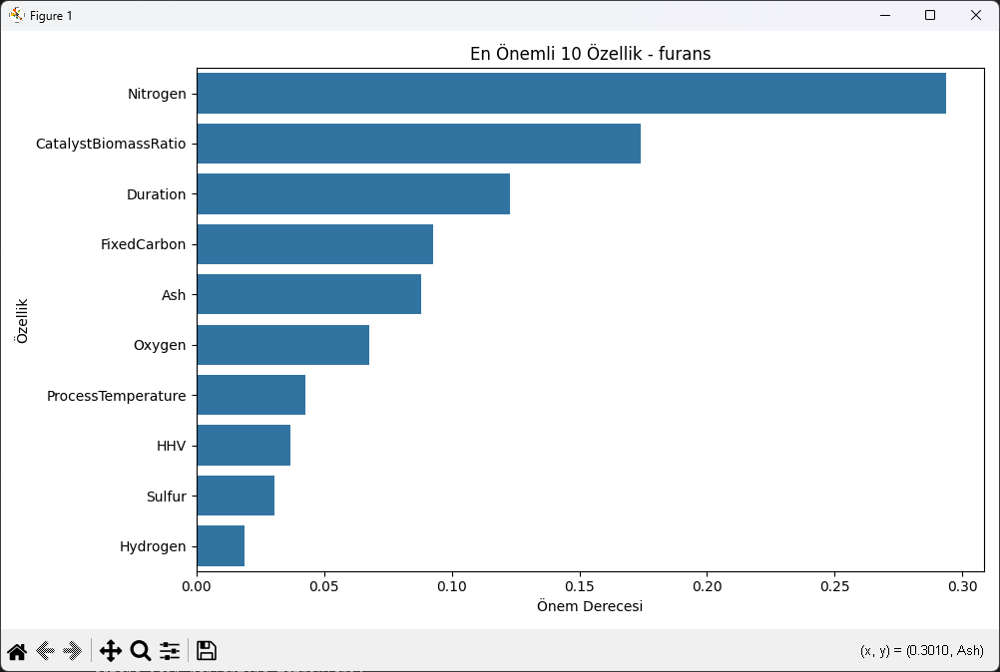 Figure 1
En Önemli 10 Özellik - furans
Nitrogen
CatalystBiomassRatio
Duration
FixedCarbon
Ash
Oxygen
ProcessTemperature
HHV
Sulfur
Hydrogen
Özellik
0.00 0.05 0.10 0.15 0.20 0.25 0.30
Önem Derecesi
(x, y) = (0.3010, Ash)